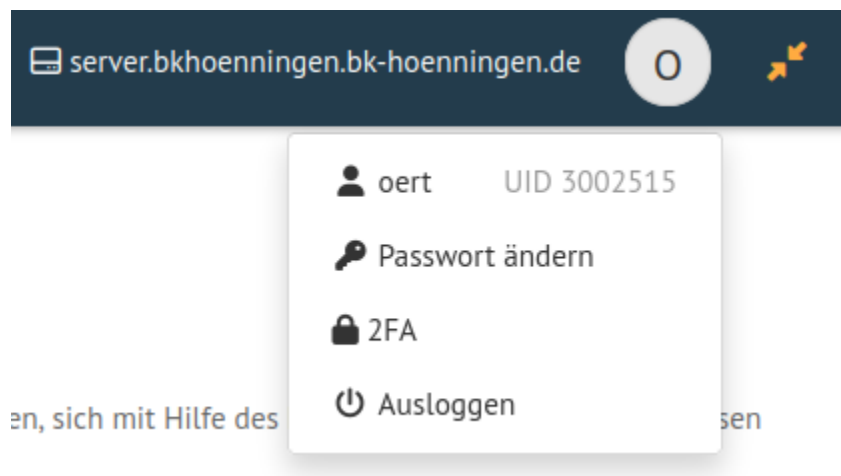 server.bkhoenningen.bk-hoenningen.de O
oert UID 3002515
Passwort ändern
2FA
Ausloggen
en, sich mit Hilfe des sen